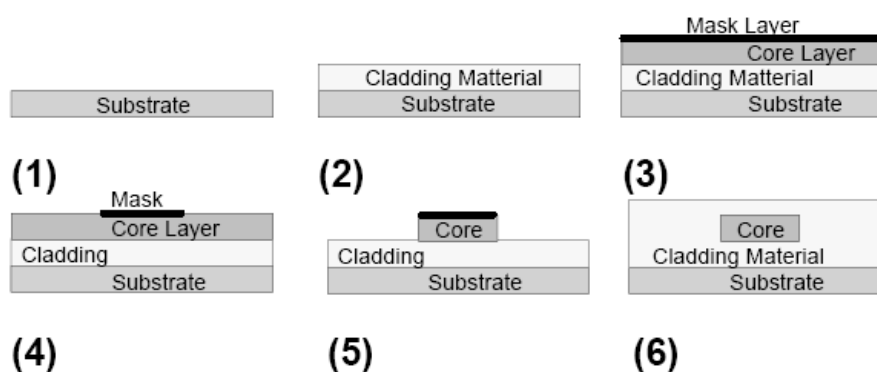 Substrate
(1)
Cladding Matterial
Substrate
(2)
Mask Layer
Core Layer
Cladding Matterial
Substrate
(3)
Mask
Core Layer
Cladding
Substrate
(4)
Core
Cladding
Substrate
(5)
Core
Cladding Material
Substrate
(6)